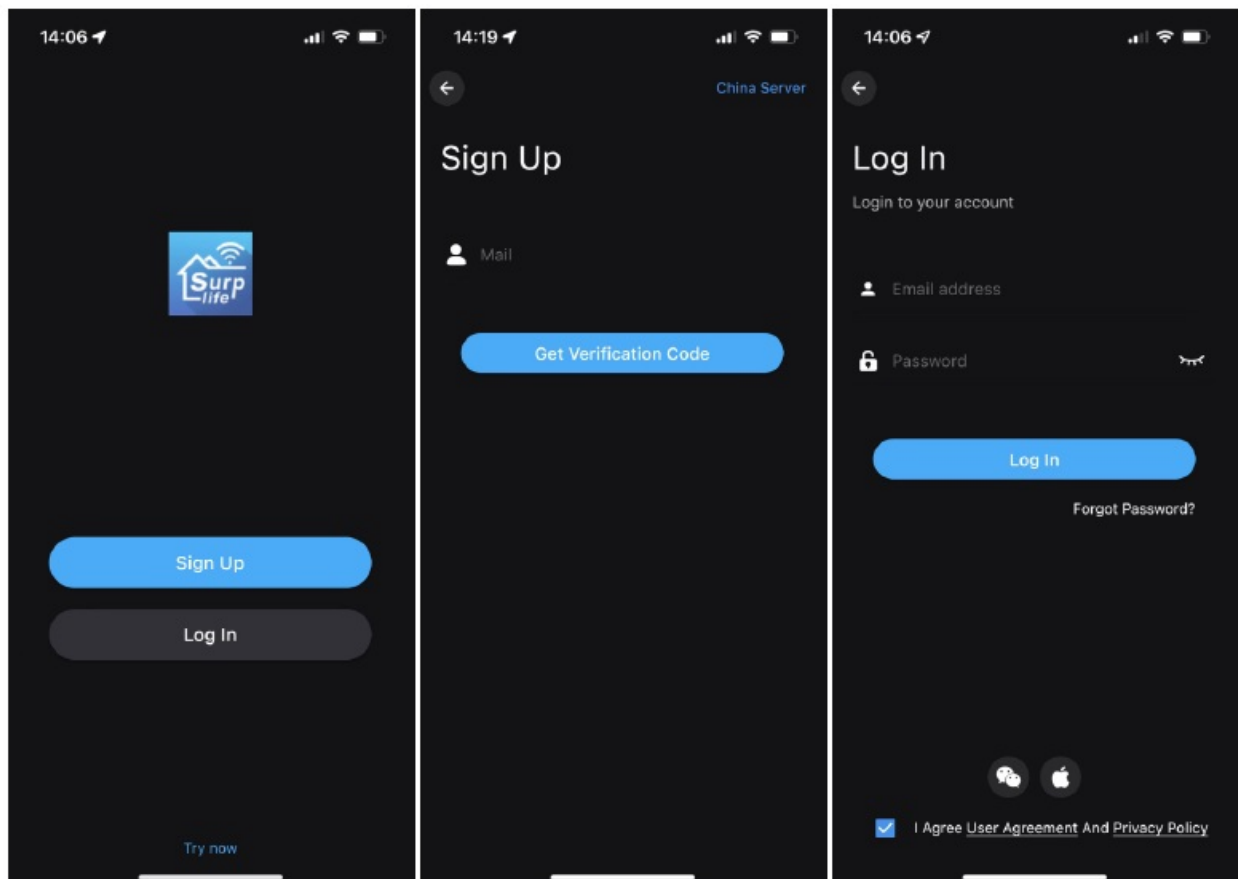 14:06
Surp
life
Sign Up
Log In
Try now
14:19
China Server
Sign Up
Mail
Get Verification Code
14:06
Log In
Login to your account
Email address
Password
Log In
Forgot Password?
I Agree User Agreement And Privacy Policy